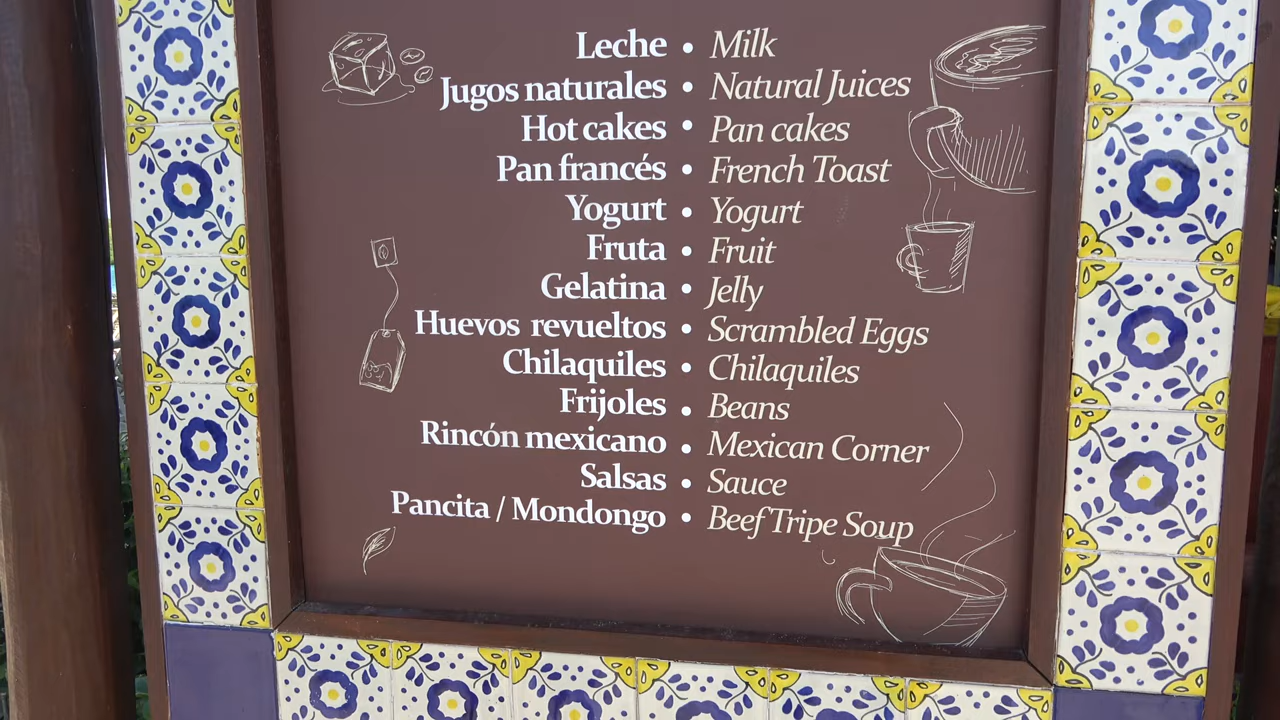 Leche • Milk
Jugos naturales • Natural Juices
Hot cakes • Pan cakes
Pan francés • French Toast
Yogurt • Yogurt
Fruta • Fruit
Gelatina • Jelly
Huevos revueltos • Scrambled Eggs
Chilaquiles • Chilaquiles
Frijoles • Beans
Rincón mexicano • Mexican Corner
Salsas • Sauce
Pancita / Mondongo • Beef Tripe Soup